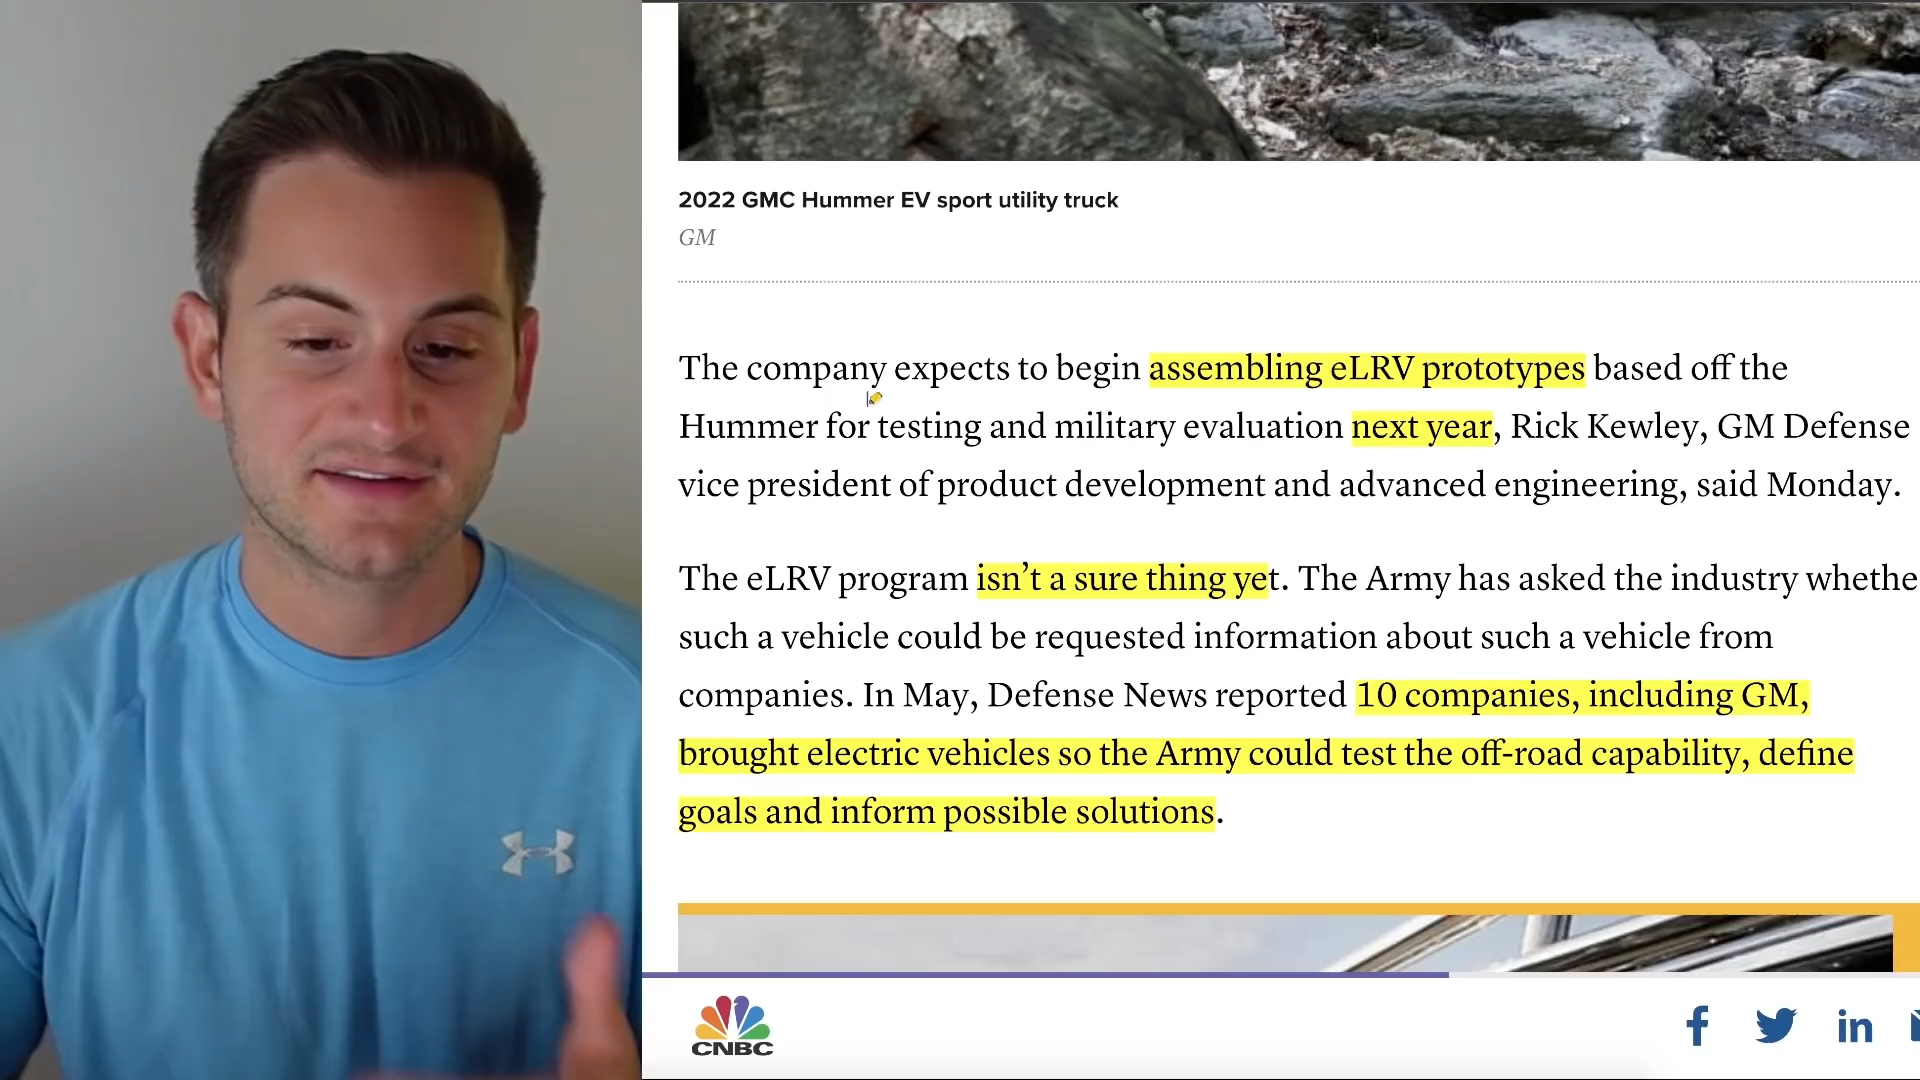 2022 GMC Hummer EV sport utility truck
GM
The company expects to begin assembling eLRV prototypes based off the
Hummer for testing and military evaluation next year, Rick Kewley, GM Defense
vice president of product development and advanced engineering, said Monday.
The eLRV program isn’t a sure thing yet. The Army has asked the industry whethe
such a vehicle could be requested information about such a vehicle from
companies. In May, Defense News reported 10 companies, including GM,
brought electric vehicles so the Army could test the off-road capability, define
goals and inform possible solutions.
CNBC